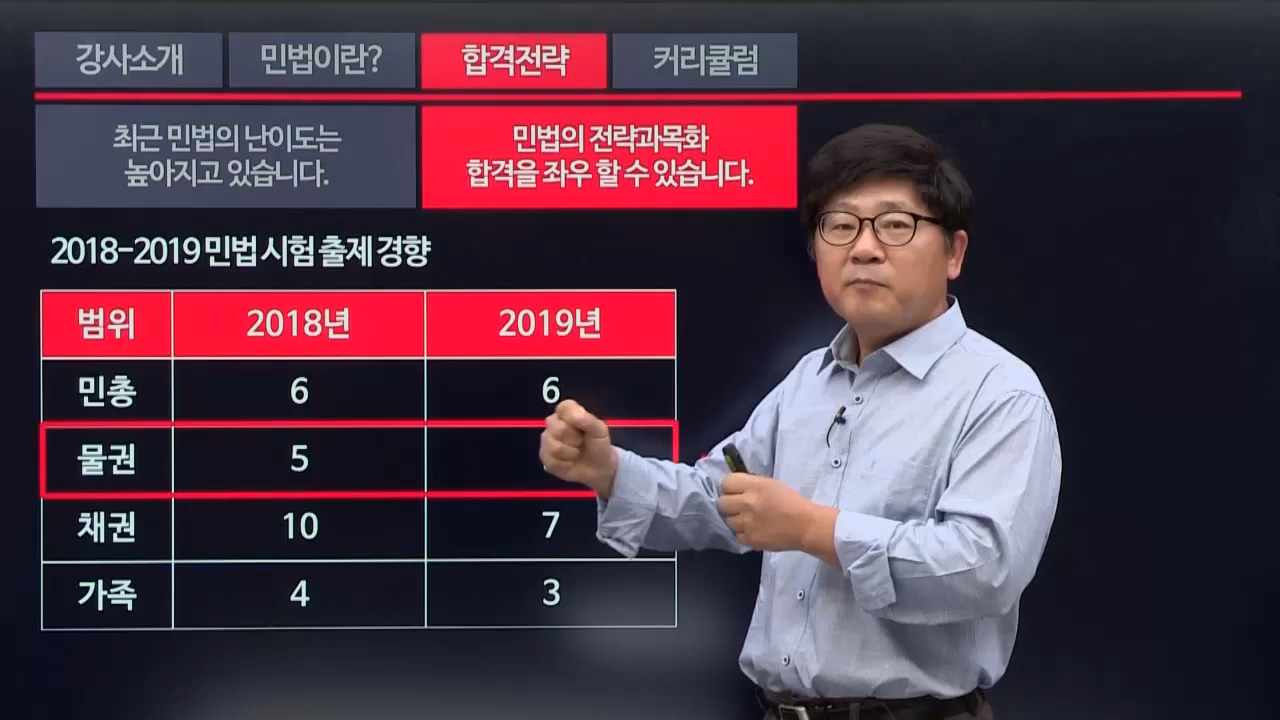 강사소개
민법이란?
합격전략
커리큘럼
최근 민법의 난이도는
높아지고 있습니다.
민법의 전략과목화
합격을 좌우 할 수 있습니다.
2018-2019 민법 시험 출제 경향
범위 2018년 2019년
민총 6 6
물권 5
채권 10 7
가족 4 3